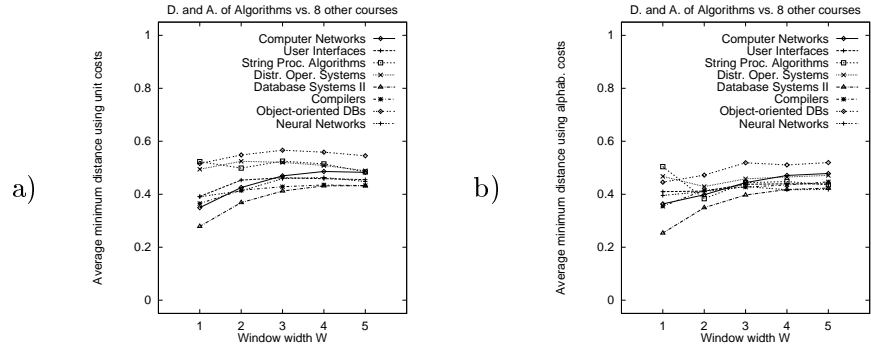 a)
D. and A. of Algorithms vs. 8 other courses
Average minimum distance using unit costs
1
0.8
0.6
0.4
0.2
0
Computer Networks
User Interfaces
String Proc. Algorithms
Distr. Oper. Systems
Database Systems II
Compilers
Object-oriented DBs
Neural Networks
1 2 3 4 5
Window width W
b)
D. and A. of Algorithms vs. 8 other courses
Average minimum distance using alphab. costs
1
0.8
0.6
0.4
0.2
0
Computer Networks
User Interfaces
String Proc. Algorithms
Distr. Oper. Systems
Database Systems II
Compilers
Object-oriented DBs
Neural Networks
1 2 3 4 5
Window width W